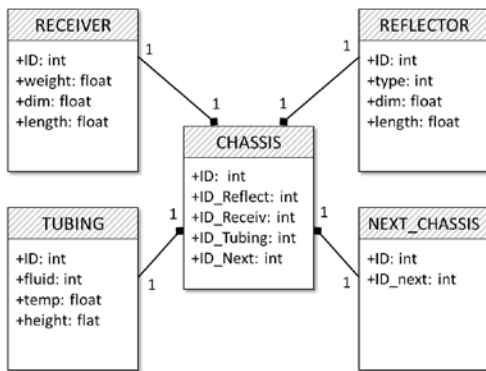 RECEIVER
+ID: int
+weight: float
+dim: float
+length: float
1
1
REFLECTOR
+ID: int
+type: int
+dim: float
+length: float
1
1
CHASSIS
+ID: int
+ID_Reflect: int
+ID_Receiv: int
+ID_Tubing: int
+ID_Next: int
TUBING
+ID: int
+fluid: int
+temp: float
+height: flat
1
1
NEXT_CHASSIS
+ID: int
+ID_next: int
1
1